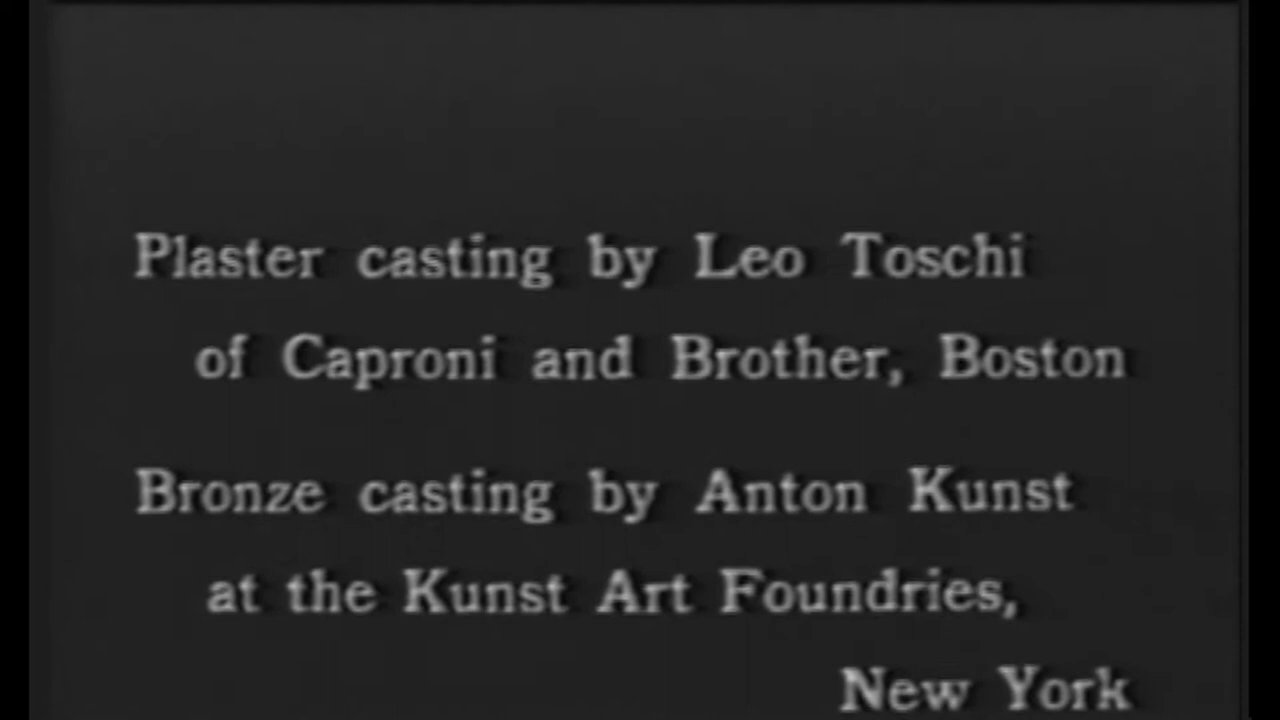 Plaster casting by Leo Toschi
of Caproni and Brother, Boston
Bronze casting by Anton Kunst
at the Kunst Art Foundries,
New York